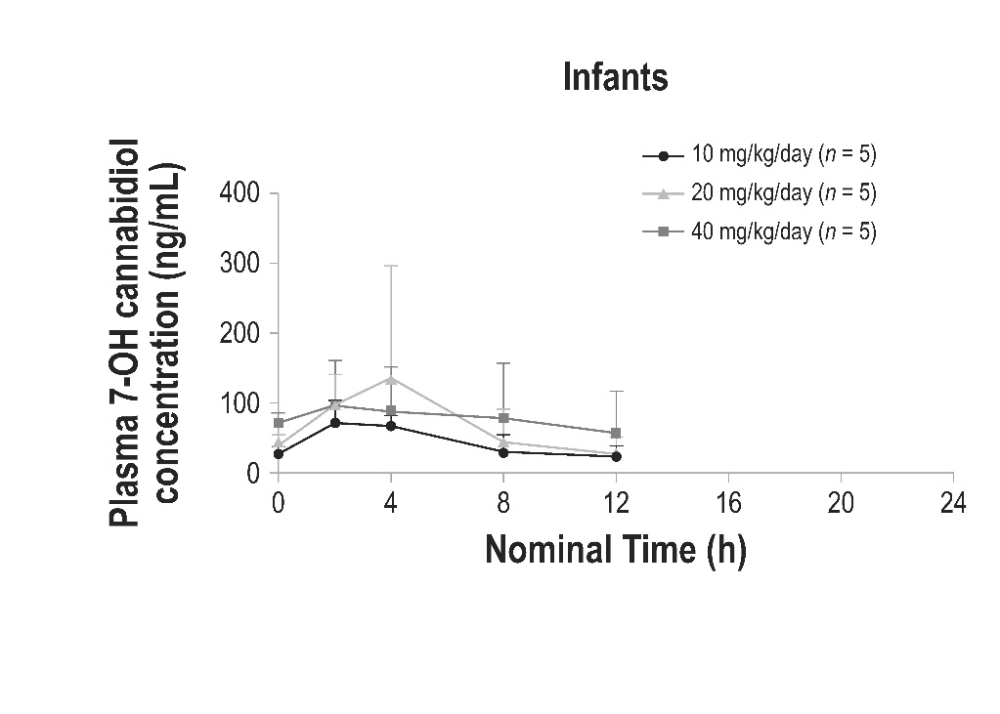 Infants
10 mg/kg/day (n = 5)
20 mg/kg/day (n = 5)
40 mg/kg/day (n = 5)
Plasma 7-OH cannabidiol
concentration (ng/mL)
400
300
200
100
0
0 4 8 12 16 20 24
Nominal Time (h)